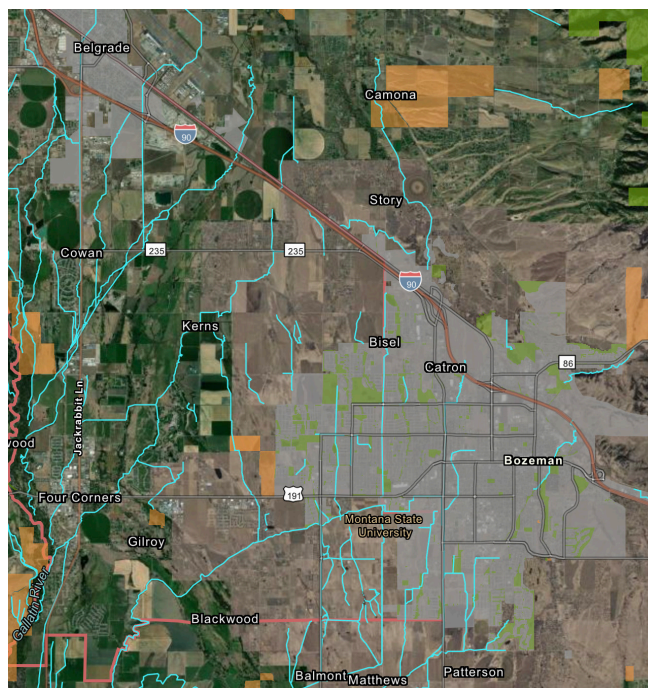 Belgrade
Camona
90
Story
Cowan
235
235
90
Kerns
Bisel
Catron
86
Jackrabbit Ln
wood
Bozeman
Four Corners
191
Montana State
University
Gilroy
Gallatin River
Blackwood
Balmont
Matthews
Patterson